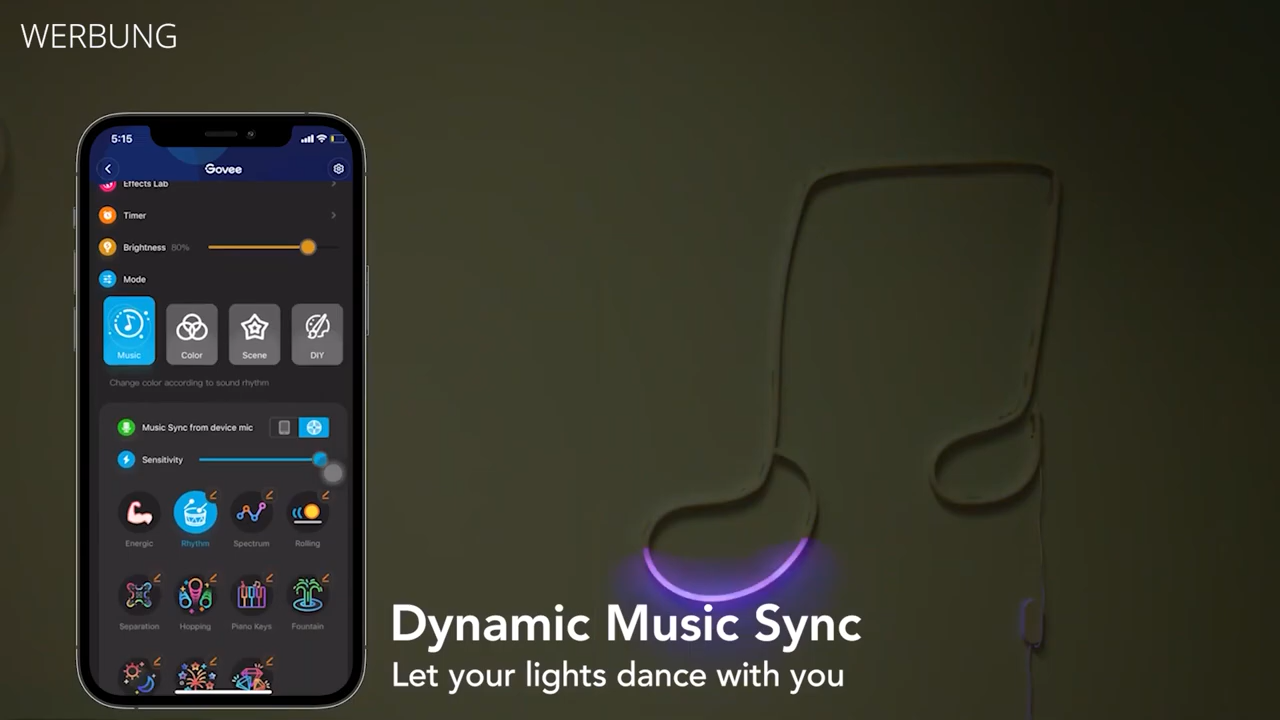 WERBUNG
5:15
Govee
Effects Lab
Timer
Brightness 80%
Mode
Music Color Scene DIY
Change color according to sound rhythm
Music Sync from device mic
Sensitivity
Energic Rhythm Spectrum Rolling
Separation Hopping Piano Keys Fountain
Dynamic Music Sync
Let your lights dance with you